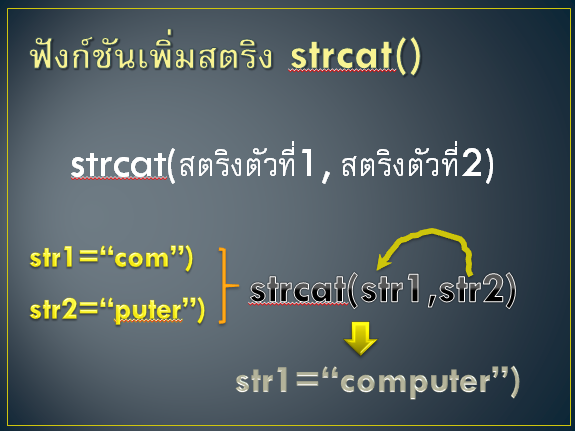 ฟังก์ชันเพิ่มสตริง strcat()
strcat(สตริงตัวที่1, สตริงตัวที่2)
str1=“com”)
str2=“puter”)
strcat(str1,str2)
str1=“computer”)